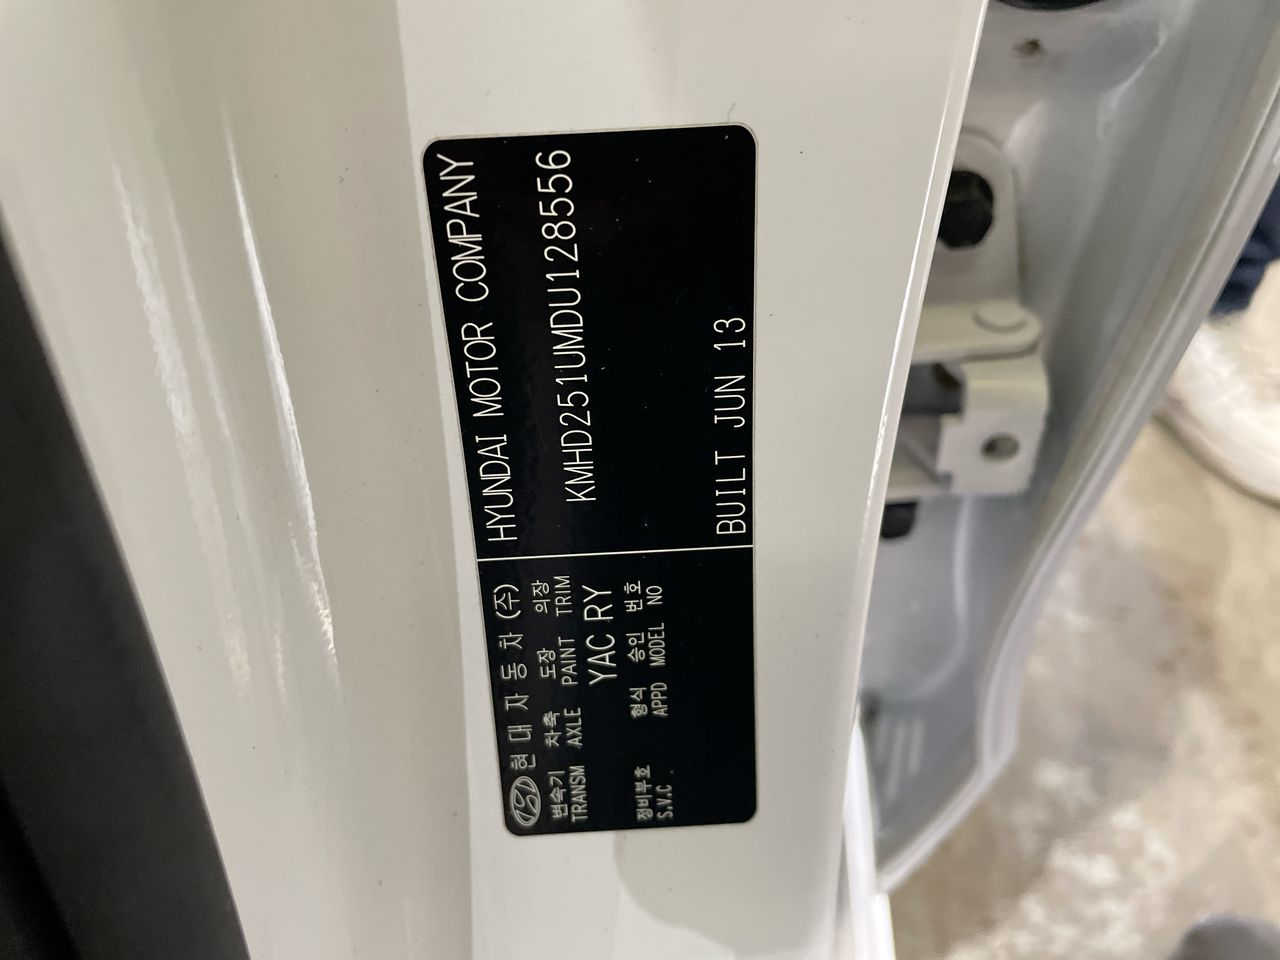 현대자동차(주)
HYUNDAI MOTOR COMPANY
변속기 차축 도장 의장
TRANSM AXLE PAINT TRIM
KMHD251UMDU128556
YAC RY
정비부호 형식 승인 번호
S.V.C APPD MODEL NO
BUILT JUN 13